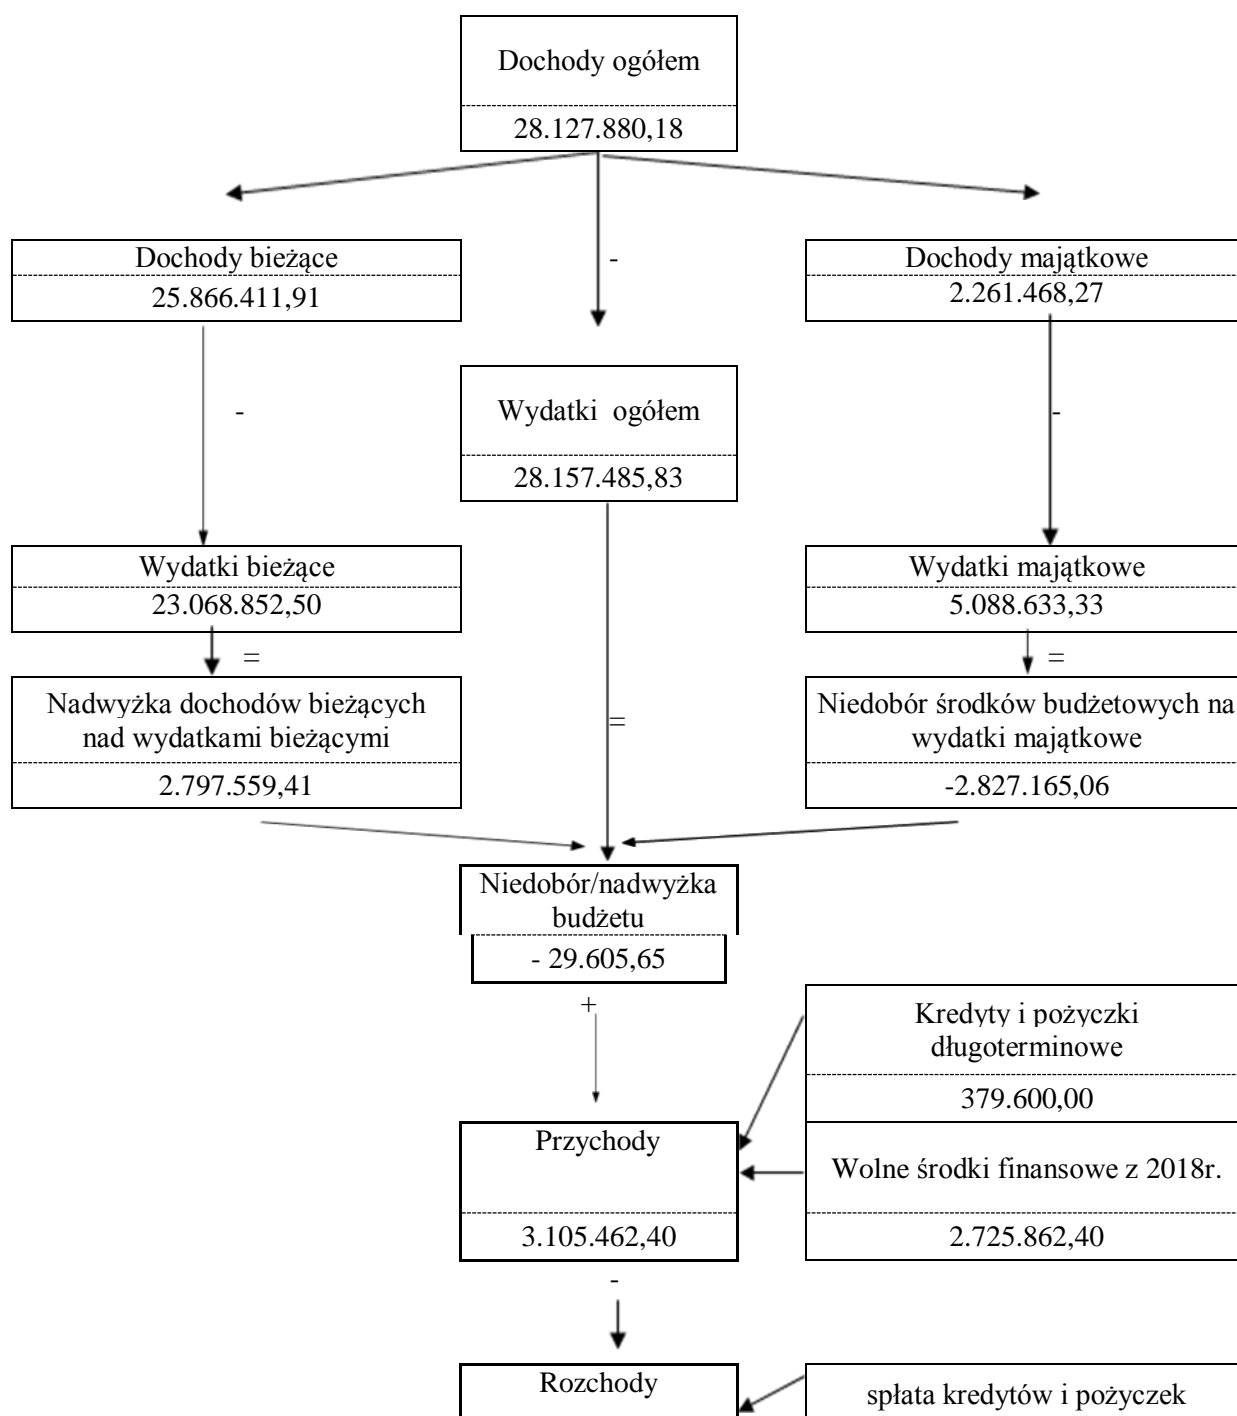 Dochody ogółem
28.127.880,18
Dochody bieżące
25.866.411,91
-
Dochody majątkowe
2.261.468,27
-
Wydatki ogółem
28.157.485,83
-
Wydatki bieżące
23.068.852,50
=
Wydatki majątkowe
5.088.633,33
=
Nadwyżka dochodów bieżących
nad wydatkami bieżącymi
2.797.559,41
=
Niedobór środków budżetowych na
wydatki majątkowe
-2.827.165,06
Niedobór/nadwyżka
budżetu
- 29.605,65
+
Kredyty i pożyczki
długoterminowe
379.600,00
Przychody
3.105.462,40
Wolne środki finansowe z 2018r.
2.725.862,40
-
Rozchody
spłata kredytów i pożyczek